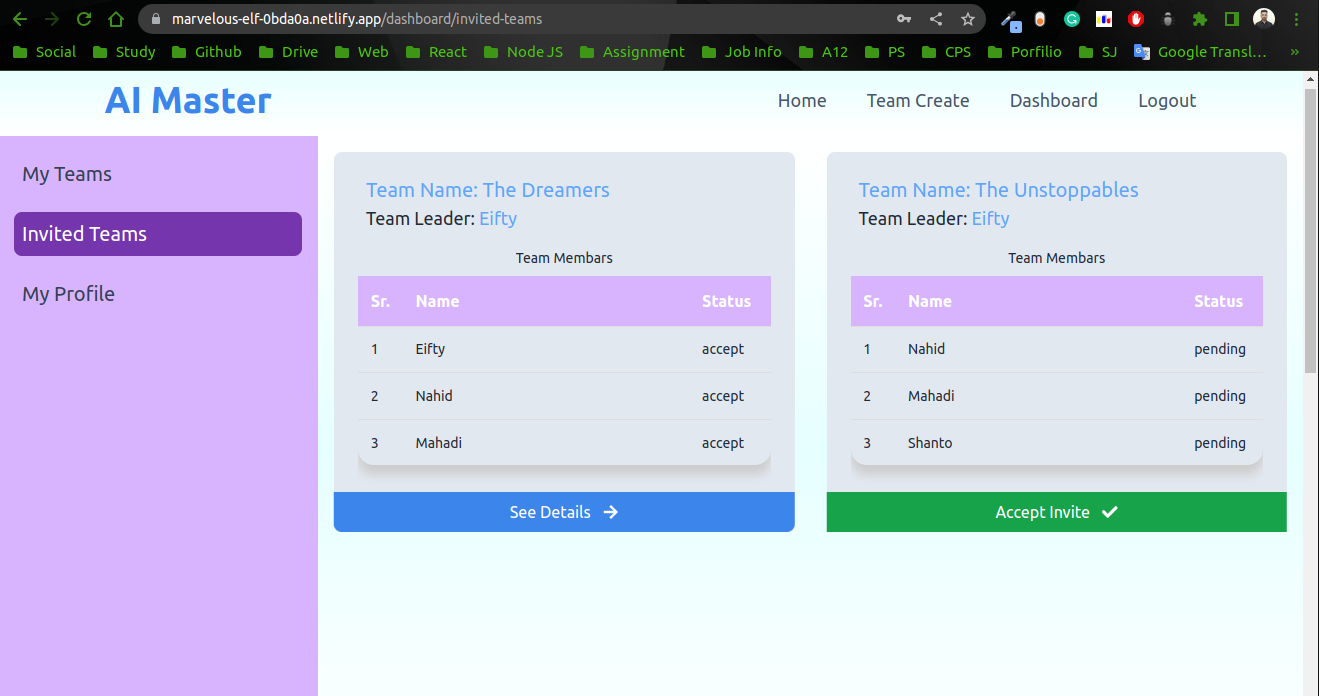 marvelous-elf-0bda0a.netlify.app/dashboard/invited-teams
Social Study Github Drive Web React Node JS Assignment Job Info A12 PS CPS Porfilio SJ Google Transl... »
AI Master
Home Team Create Dashboard Logout
My Teams
Invited Teams
My Profile
Team Name: The Dreamers
Team Leader: Eifty
Team Membars
Sr. Name Status
1 Eifty accept
2 Nahid accept
3 Mahadi accept
See Details
Team Name: The Unstoppables
Team Leader: Eifty
Team Membars
Sr. Name Status
1 Nahid pending
2 Mahadi pending
3 Shanto pending
Accept Invite